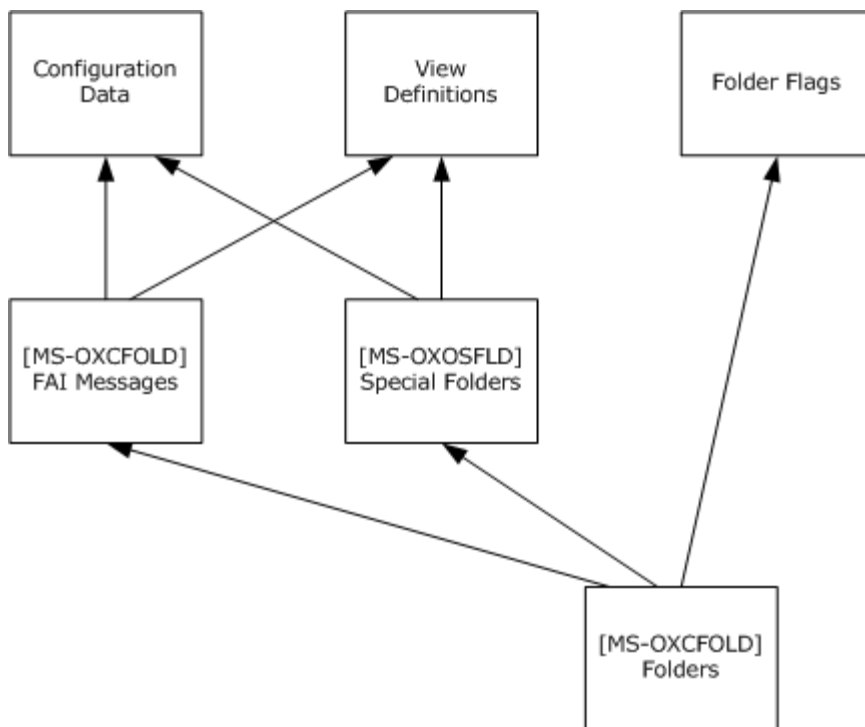 Configuration
Data
View
Definitions
Folder Flags
[MS-OXCFOLD]
FAI Messages
[MS-OXOSFLD]
Special Folders
[MS-OXCFOLD]
Folders